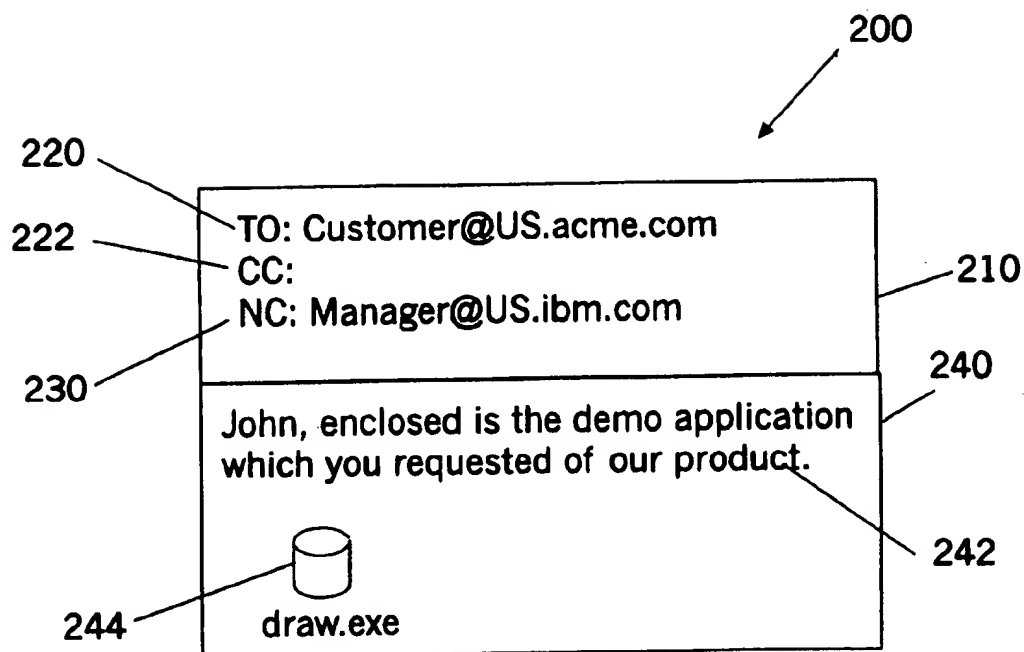 200
220
TO: Customer@US.acme.com
222
CC:
210
NC: Manager@US.ibm.com
230
240
John, enclosed is the demo application
which you requested of our product.
242
244
draw.exe